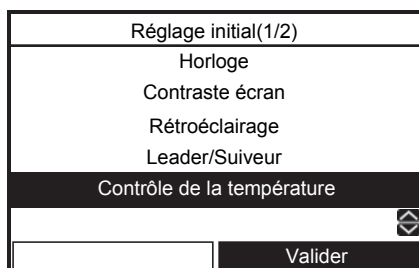 Réglage initial(1/2)
Horloge
Contraste écran
Rétroéclairage
Leader/Suiveur
Contrôle de la température
Valider